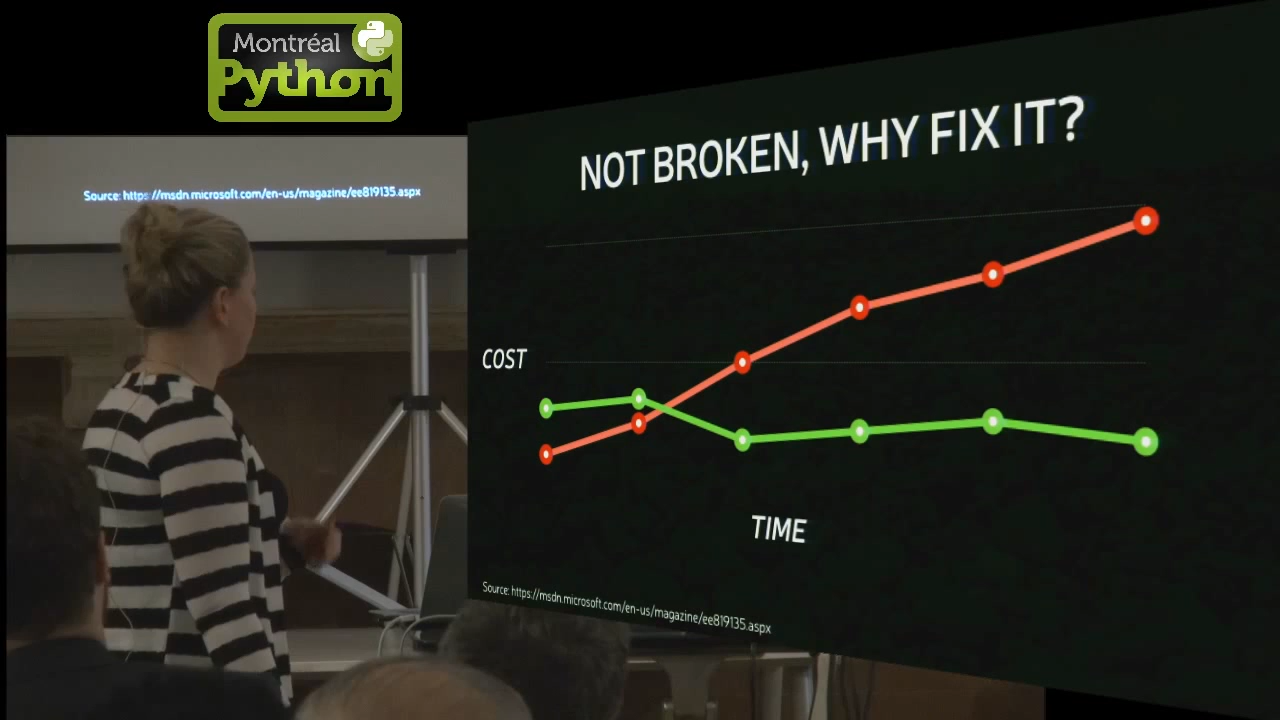 Montréal
Python
Source: https://msdn.microsoft.com/en-us/magazine/ee819135.aspx
NOT BROKEN, WHY FIX IT?
COST
TIME
Source: https://msdn.microsoft.com/en-us/magazine/ee819135.aspx